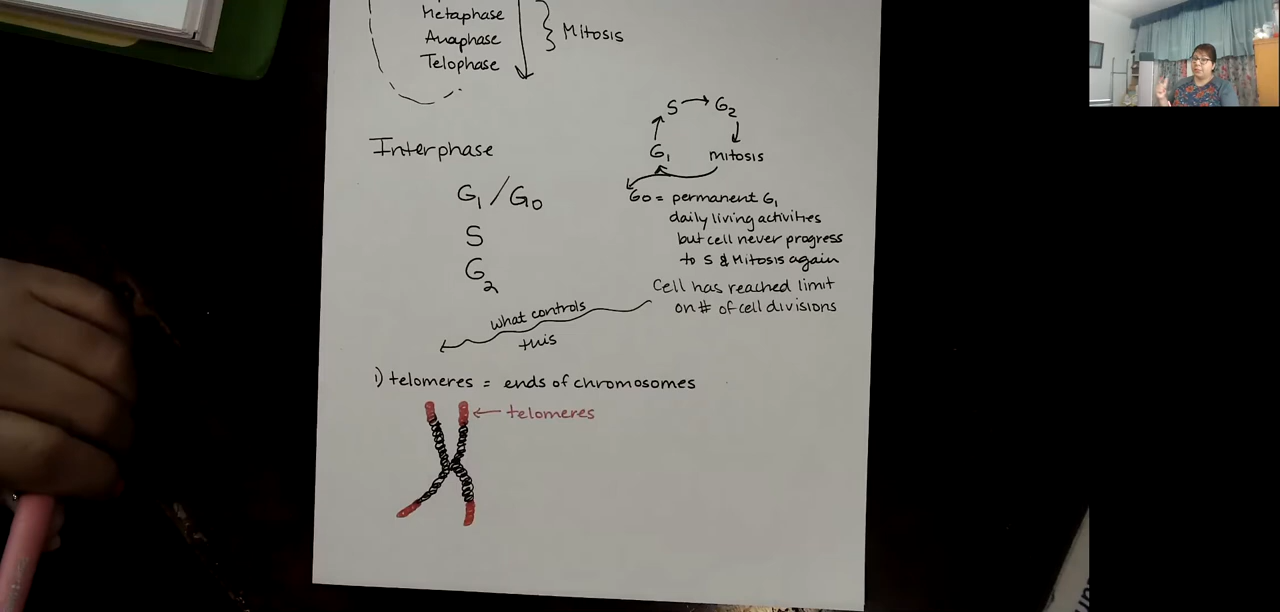 Metaphase
Anaphase
Telophase
Mitosis
S → G2
G1 mitosis
Interphase
G1/G0
S
G2
G0 = permanent G1
daily living activities
but cell never progress
to S & Mitosis again
Cell has reached limit
on # of cell divisions
what controls
this
1) telomeres = ends of chromosomes
← telomeres